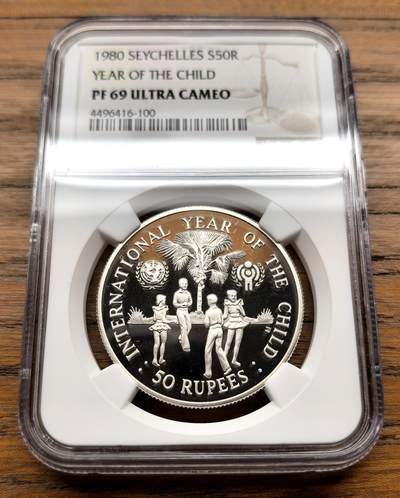 1980 SEYCHELLES S50R
YEAR OF THE CHILD
PF 69 ULTRA CAMEO
4496416-100
INTERNATIONAL YEAR OF THE CHILD
50 RUPEES